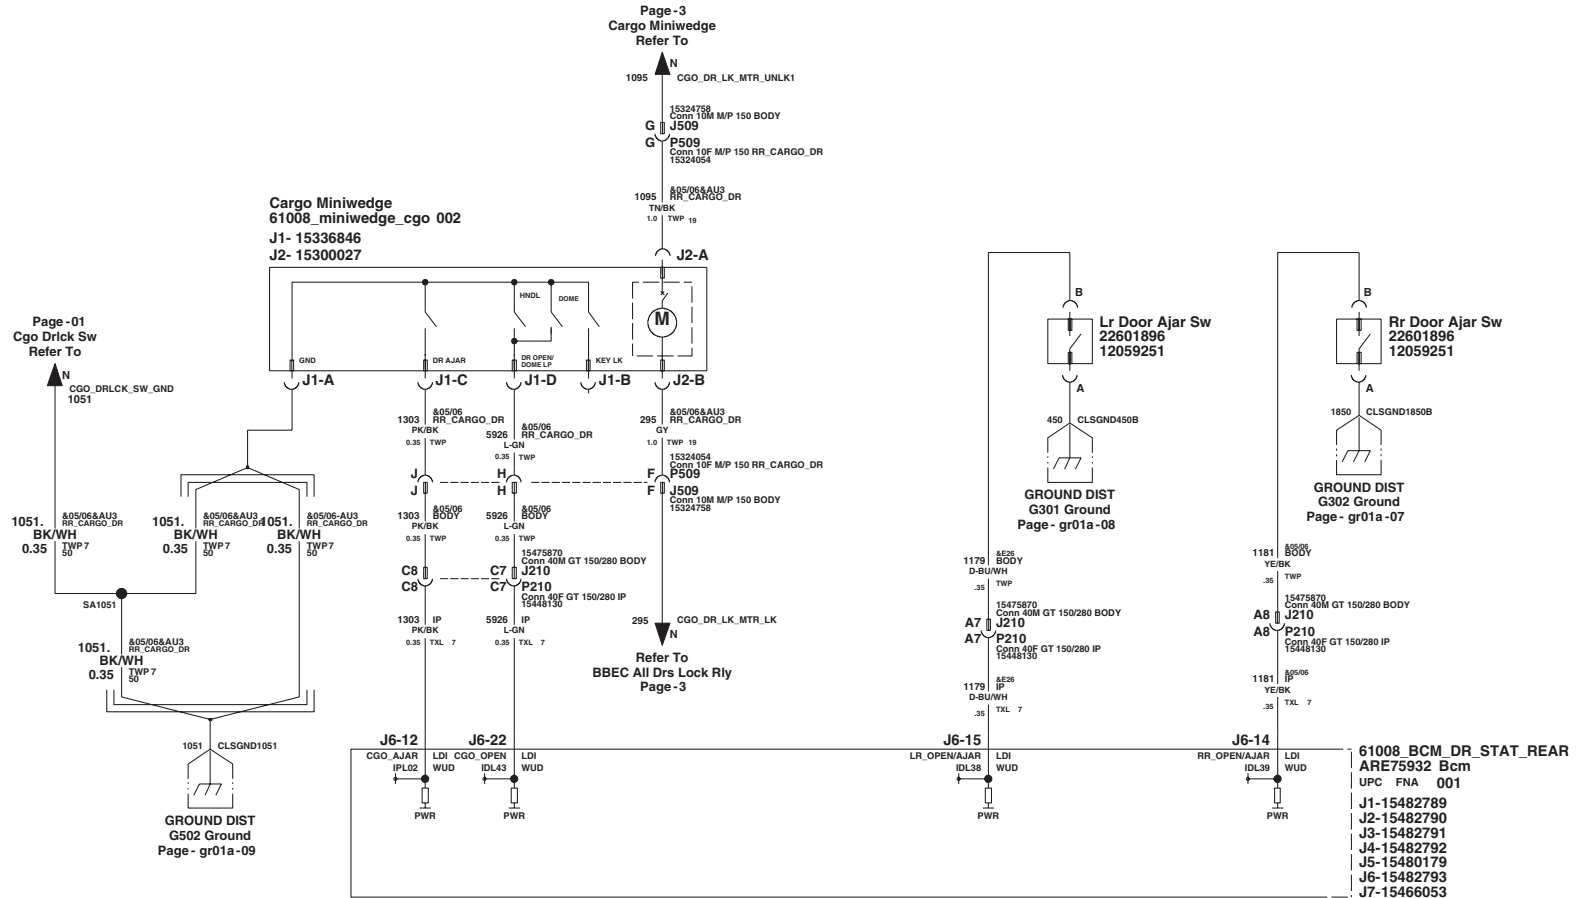 Page-3
Cargo Miniwedge
Refer To
N
1095 CGO_DR_LK_MTR_UNLK1
15324758
Conn 10M M/P 150 BODY
G J509
G P509
Conn 10F M/P 150 RR_CARGO_DR
15324054
&05/06&AU3
1095 RR_CARGO_DR
TN/BK
1.0 TWP 19
J2-A
Cargo Miniwedge
61008_miniwedge_cgo 002
J1- 15336846
J2- 15300027
HNDL DOME
M
GND
DR AJAR
DR OPEN/
DOME LP
KEY LK
J1-A J1-C J1-D J1-B J2-B
Page-01
Cgo Drlck Sw
Refer To
N
CGO_DRLCK_SW_GND
1051
&05/06
1303 RR_CARGO_DR
PK/BK
0.35 TWP
&05/06
5926 RR_CARGO_DR
L-GN
0.35 TWP
&05/06&AU3
295 RR_CARGO_DR
GY
1.0 TWP 19
15324054
Conn 10F M/P 150 RR_CARGO_DR
J H F P509
J H F J509
Conn 10M M/P 150 BODY
15324758
1051. &05/06&AU3
RR_CARGO_DR
BK/WH
0.35 TWP 7
50
1051. &05/06&AU3
RR_CARGO_DR
BK/WH
0.35 TWP 7
50
1051. &05/06-AU3
RR_CARGO_DR
BK/WH
0.35 TWP 7
50
SA1051
1051. &05/06&AU3
RR_CARGO_DR
BK/WH
0.35 TWP 7
50
1051 CLSGND1051
GROUND DIST
G502 Ground
Page- gr01a-09
&05/06
1303 BODY
PK/BK
0.35 TWP
&05/06
5926 BODY
L-GN
0.35 TWP
15475870
Conn 40M GT 150/280 BODY
C8 C7 J210
C8 C7 P210
Conn 40F GT 150/280 IP
15448130
1303 IP
PK/BK
0.35 TXL 7
5926 IP
L-GN
0.35 TXL 7
295 CGO_DR_LK_MTR_LK
N
Refer To
BBEC All Drs Lock Rly
Page-3
B
Lr Door Ajar Sw
22601896
12059251
A
450 CLSGND450B
GROUND DIST
G301 Ground
Page- gr01a-08
&E26
1179 BODY
D-BU/WH
.35 TWP
15475870
Conn 40M GT 150/280 BODY
A7 J210
A7 P210
Conn 40F GT 150/280 IP
15448130
&E26
1179 IP
D-BU/WH
.35 TXL 7
B
Rr Door Ajar Sw
22601896
12059251
A
1850 CLSGND1850B
GROUND DIST
G302 Ground
Page- gr01a-07
&05/06
1181 BODY
YE/BK
.35 TWP
15475870
Conn 40M GT 150/280 BODY
A8 J210
A8 P210
Conn 40F GT 150/280 IP
15448130
&05/06
1181 IP
YE/BK
.35 TXL 7
J6-12 J6-22 J6-15 J6-14
CGO_AJAR LDI
IPL02 WUD
PWR
CGO_OPEN LDI
IDL43 WUD
PWR
LR_OPEN/AJAR LDI
IDL38 WUD
PWR
RR_OPEN/AJAR LDI
IDL39 WUD
PWR
61008_BCM_DR_STAT_REAR
ARE75932 Bcm
UPC FNA 001
J1-15482789
J2-15482790
J3-15482791
J4-15482792
J5-15480179
J6-15482793
J7-15466053